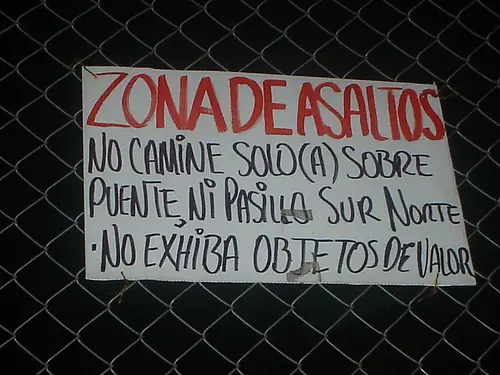 ZONA DE ASALTOS
NO CAMINE SOLO(A) SOBRE
PUENTE, NI PASILLO SUR NORTE
·NO EXHIBA OBJETOS DE VALOR